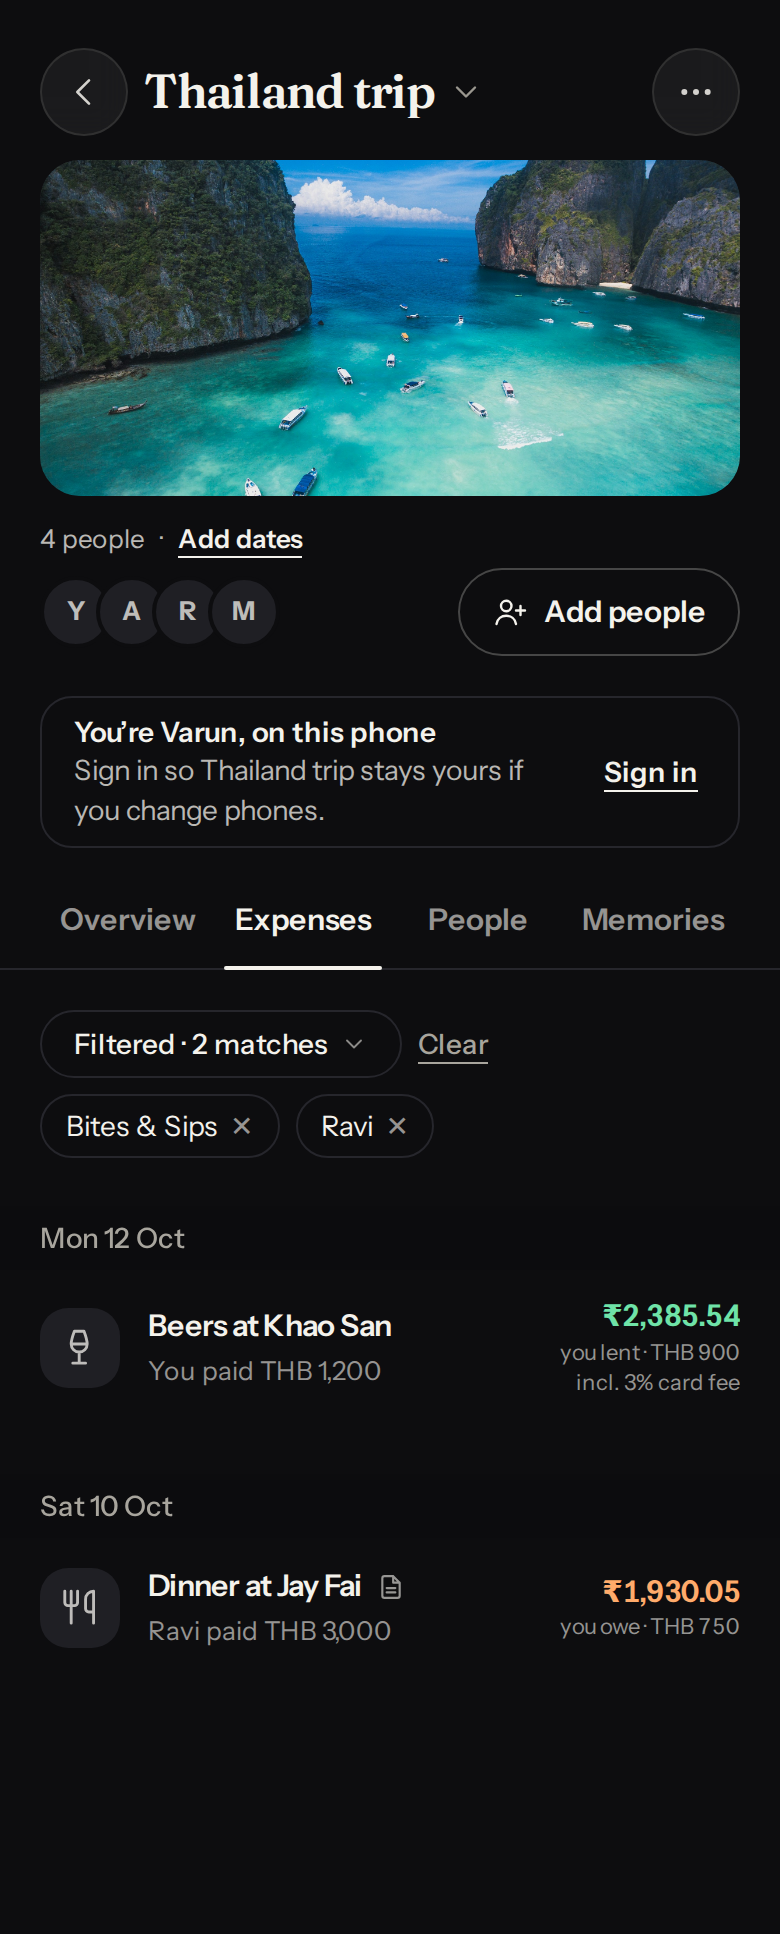 Thailand trip
4 people · Add dates
Y A R M
Add people
You’re Varun, on this phone
Sign in so Thailand trip stays yours if
you change phones.
Sign in
Overview Expenses People Memories
Filtered · 2 matches Clear
Bites & Sips ✕ Ravi ✕
Mon 12 Oct
Beers at Khao San
You paid THB 1,200
₹2,385.54
you lent · THB 900
incl. 3% card fee
Sat 10 Oct
Dinner at Jay Fai
Ravi paid THB 3,000
₹1,930.05
you owe · THB 750